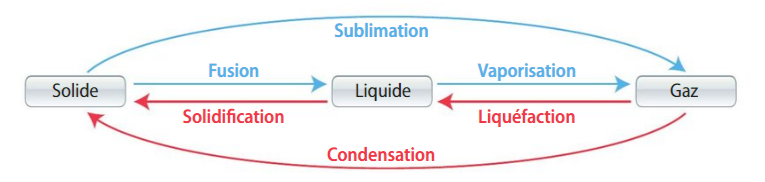 Sublimation
Fusion
Vaporisation
Solide
Liquide
Gaz
Solidification
Liquéfaction
Condensation